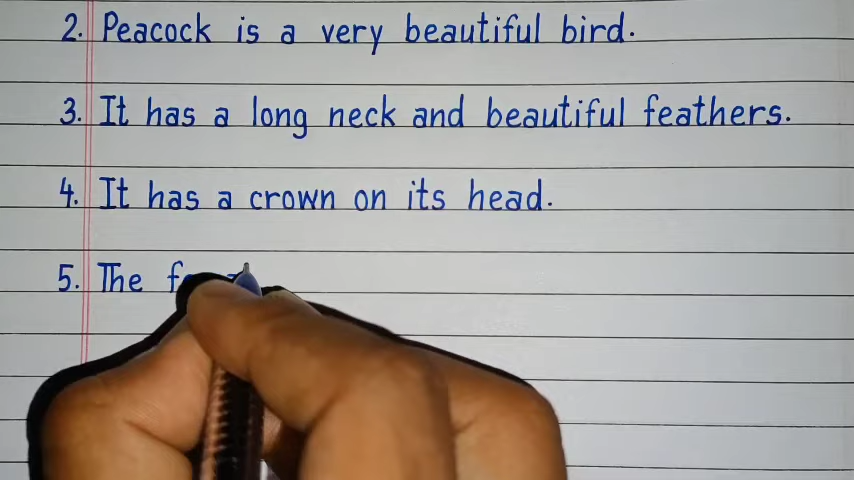 2. Peacock is a very beautiful bird.
3. It has a long neck and beautiful feathers.
4. It has a crown on its head.
5. The